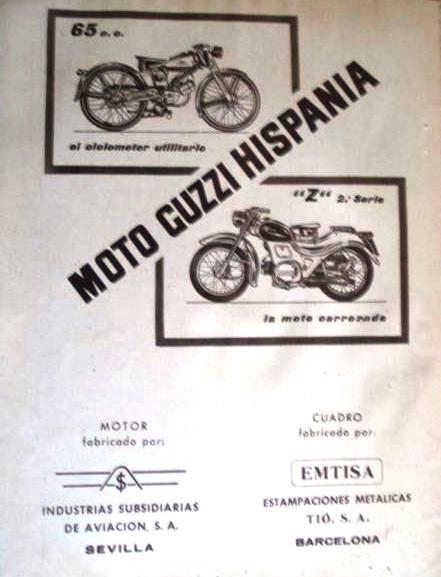 65 c.c.
el ciclomotor utilitario
MOTO GUZZI HISPANIA
"Z" 2.ª Serie
la moto carrozada
MOTOR
fabricado por:
$
INDUSTRIAS SUBSIDIARIAS
DE AVIACION, S. A.
SEVILLA
CUADRO
fabricado por:
EMTISA
ESTAMPACIONES METALICAS
TIÓ, S. A.
BARCELONA